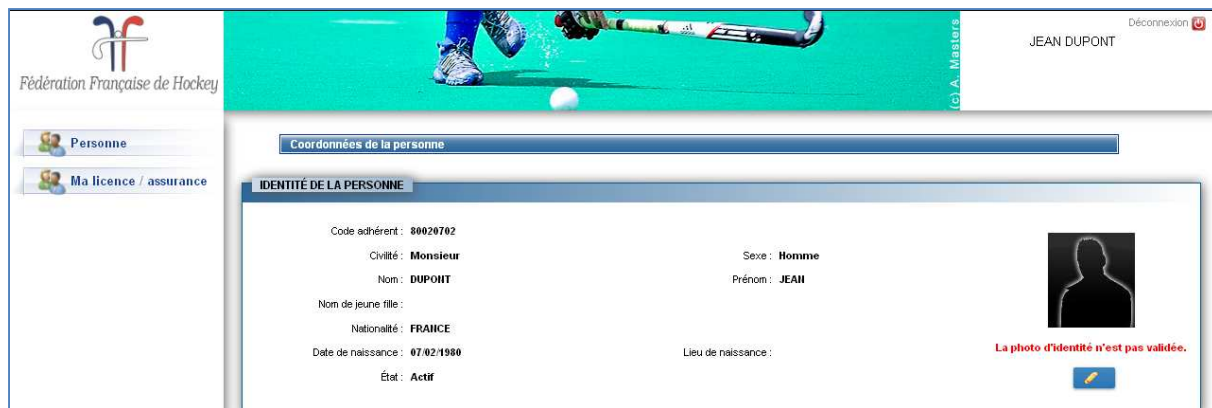 Fédération Française de Hockey
(c) A. Masters
Déconnexion
JEAN DUPONT
Personne
Ma licence / assurance
Coordonnées de la personne
IDENTITÉ DE LA PERSONNE
Code adhérent : 80020702
Civilité : Monsieur Sexe : Homme
Nom : DUPONT Prénom : JEAN
Nom de jeune fille :
Nationalité : FRANCE
Date de naissance : 07/02/1980 Lieu de naissance :
État : Actif
La photo d'identité n'est pas validée.